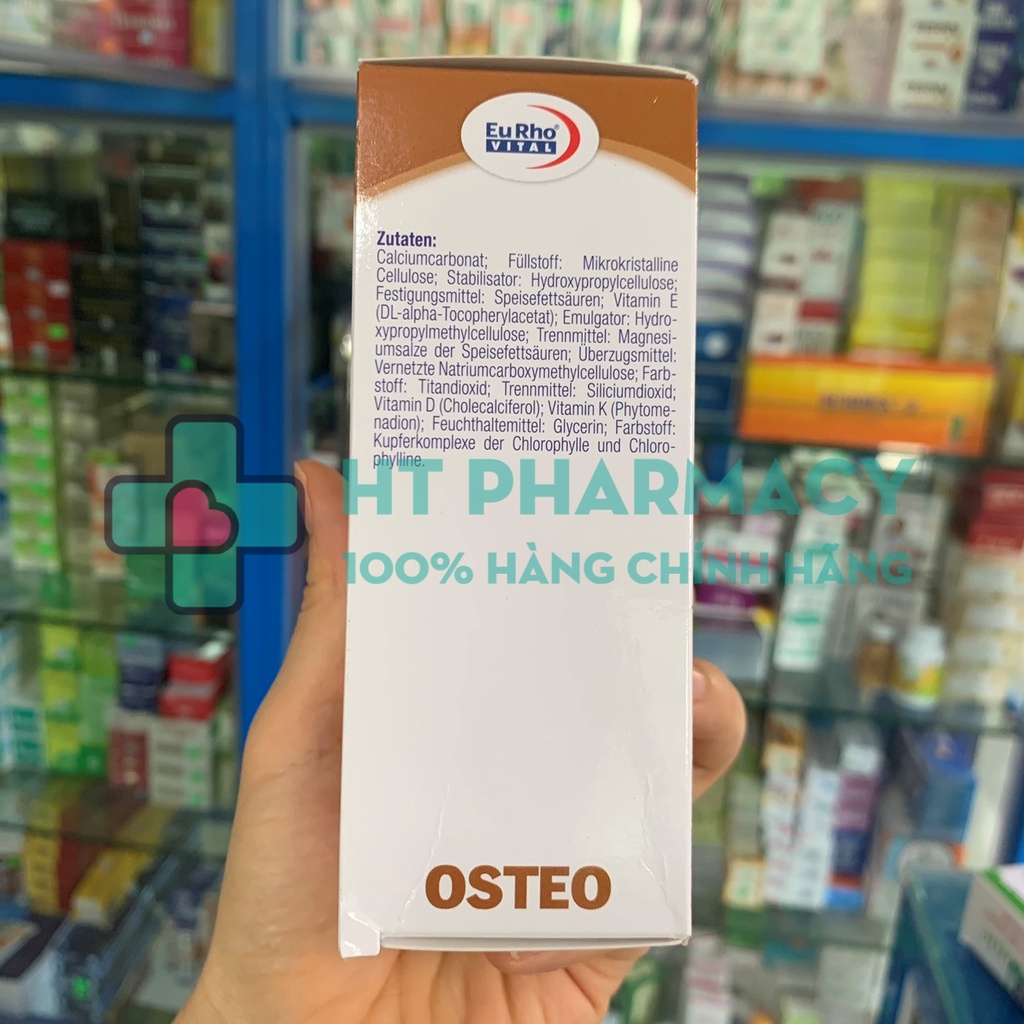 EuRho®
VITAL
Zutaten:
Calciumcarbonat; Füllstoff: Mikrokristalline
Cellulose; Stabilisator: Hydroxypropylcellulose;
Festigungsmittel: Speisefettsäuren; Vitamin E
(DL-alpha-Tocopherylacetat); Emulgator: Hydro-
xypropylmethylcellulose; Trennmittel: Magnesi-
umsalze der Speisefettsäuren; Überzugsmittel:
Vernetzte Natriumcarboxymethylcellulose; Farb-
stoff: Titandioxid; Trennmittel: Siliciumdioxid;
Vitamin D (Cholecalciferol); Vitamin K (Phytome-
nadion); Feuchthaltemittel: Glycerin; Farbstoff:
Kupferkomplexe der Chlorophylle und Chloro-
phylline.
HT PHARMACY
100% HÀNG CHÍNH HÃNG
OSTEO